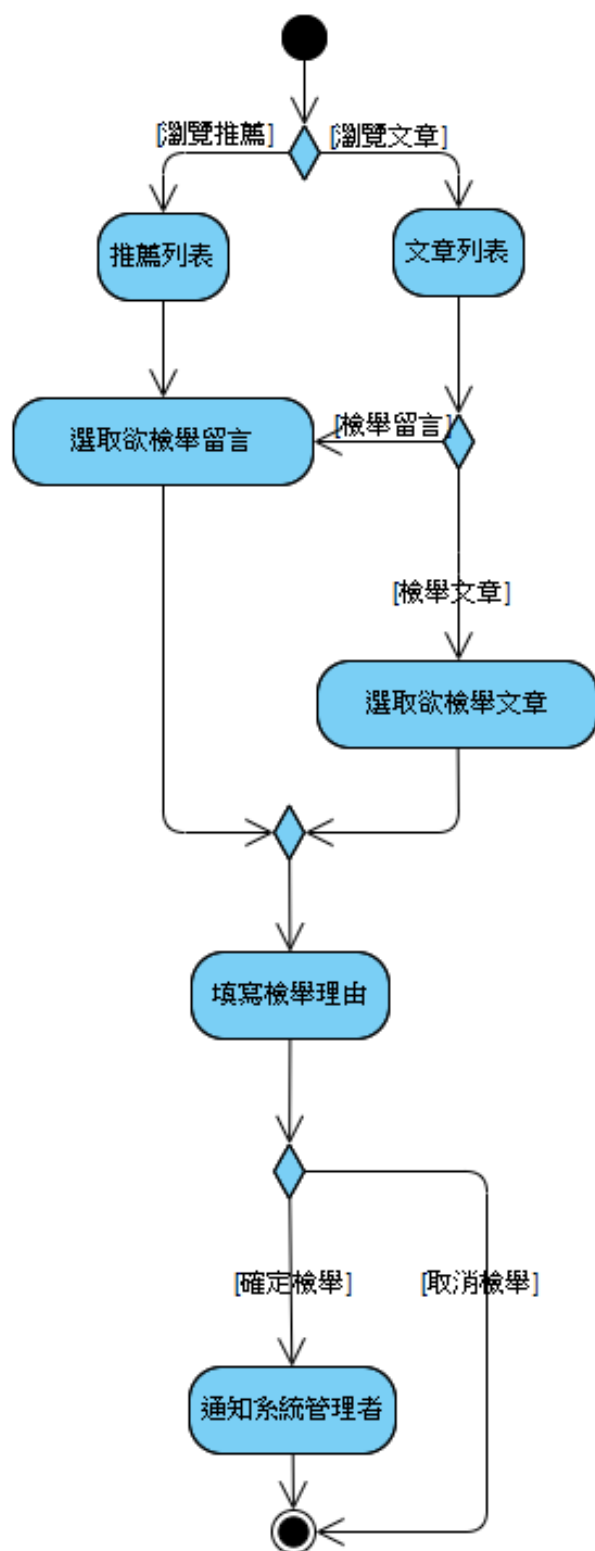 [瀏覽推薦]
[瀏覽文章]
推薦列表
文章列表
選取欲檢舉留言
[檢舉留言]
[檢舉文章]
選取欲檢舉文章
填寫檢舉理由
[確定檢舉]
[取消檢舉]
通知系統管理者